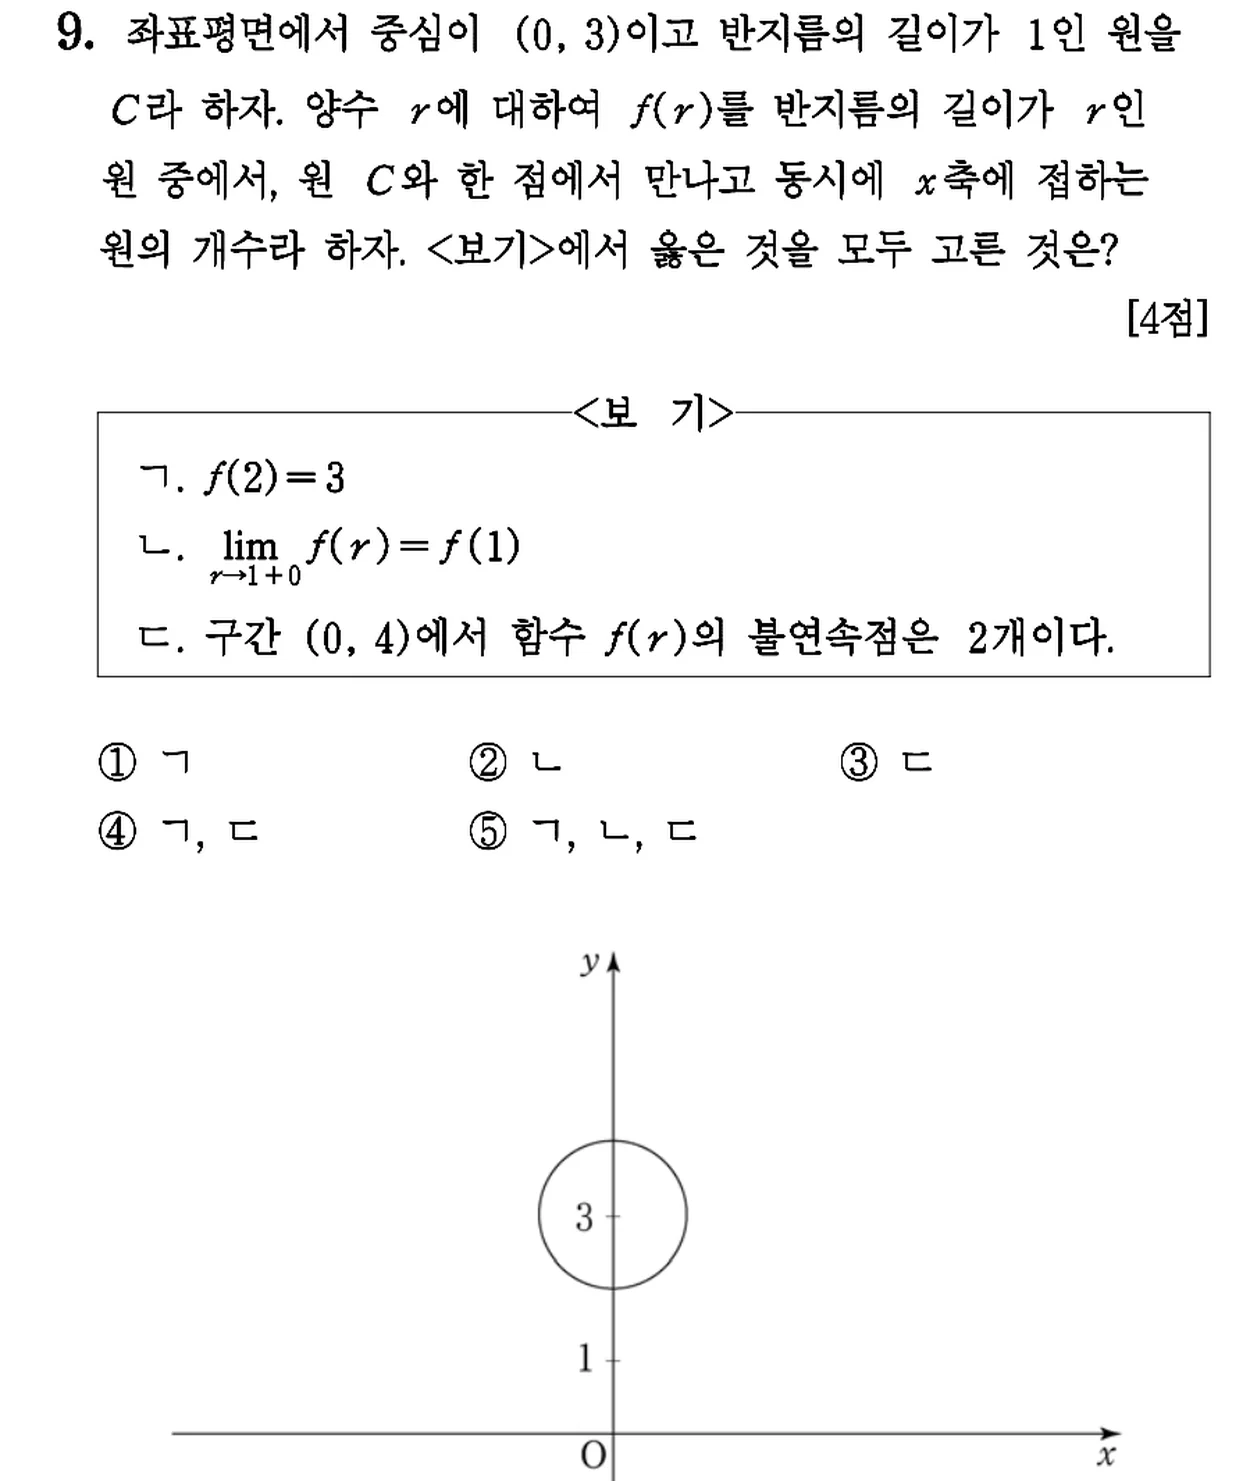 9. 좌표평면에서 중심이 (0, 3)이고 반지름의 길이가 1인 원을
C라 하자. 양수 r에 대하여 f(r)를 반지름의 길이가 r인
원 중에서, 원 C와 한 점에서 만나고 동시에 x축에 접하는
원의 개수라 하자. <보기>에서 옳은 것을 모두 고른 것은?
[4점]
<보 기>
ㄱ. f(2)=3
ㄴ. lim r→1+0 f(r)=f(1)
ㄷ. 구간 (0, 4)에서 함수 f(r)의 불연속점은 2개이다.
① ㄱ ② ㄴ ③ ㄷ
④ ㄱ, ㄷ ⑤ ㄱ, ㄴ, ㄷ
y
3
1
O x